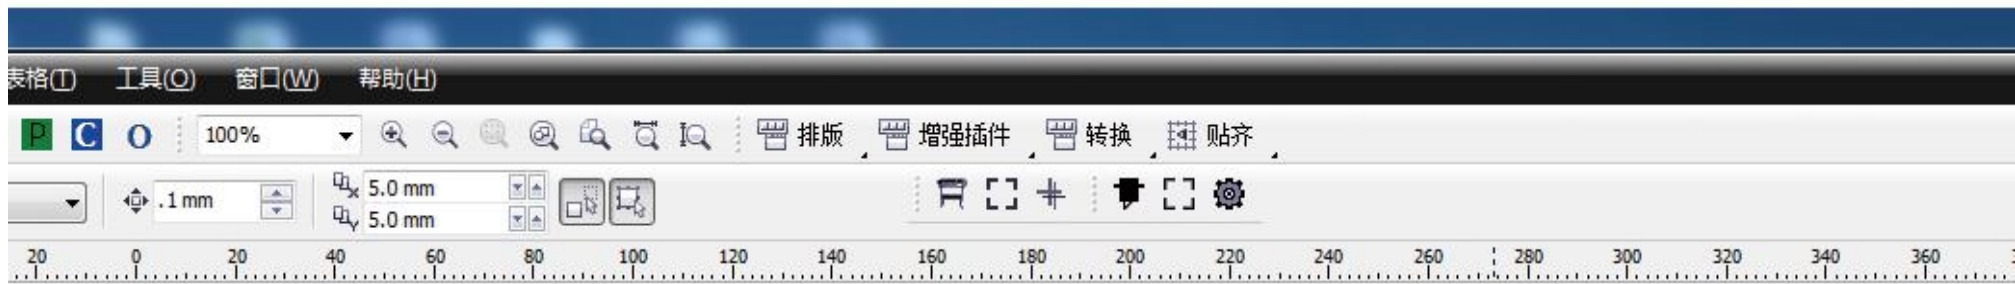 表格(T) 工具(O) 窗口(W) 帮助(H)
P C O 100% 排版 增强插件 转换 贴齐
.1 mm x 5.0 mm
y 5.0 mm
20 0 20 40 60 80 100 120 140 160 180 200 220 240 260 280 300 320 340 360